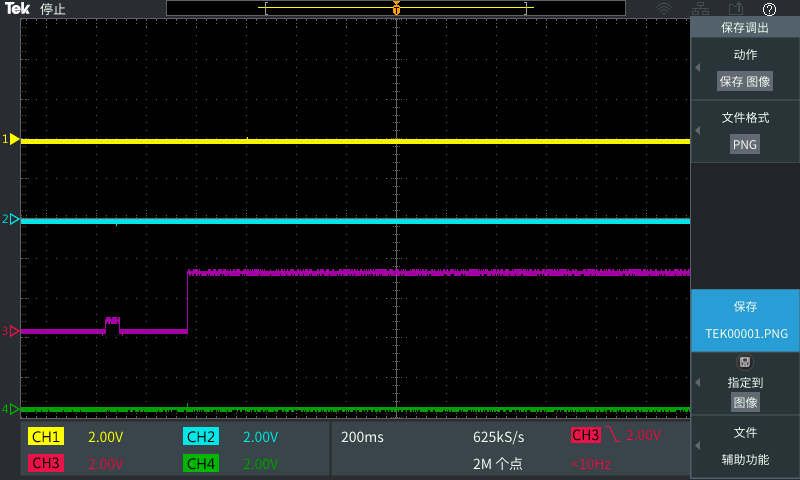 Tek 停止
保存调出
动作
保存 图像
文件格式
PNG
1
2
3
4
保存
TEK00001.PNG
指定到
图像
文件
辅助功能
CH1 2.00V CH2 2.00V 200ms 625kS/s CH3 2.00V
CH3 2.00V CH4 2.00V 2M 个点 <10Hz